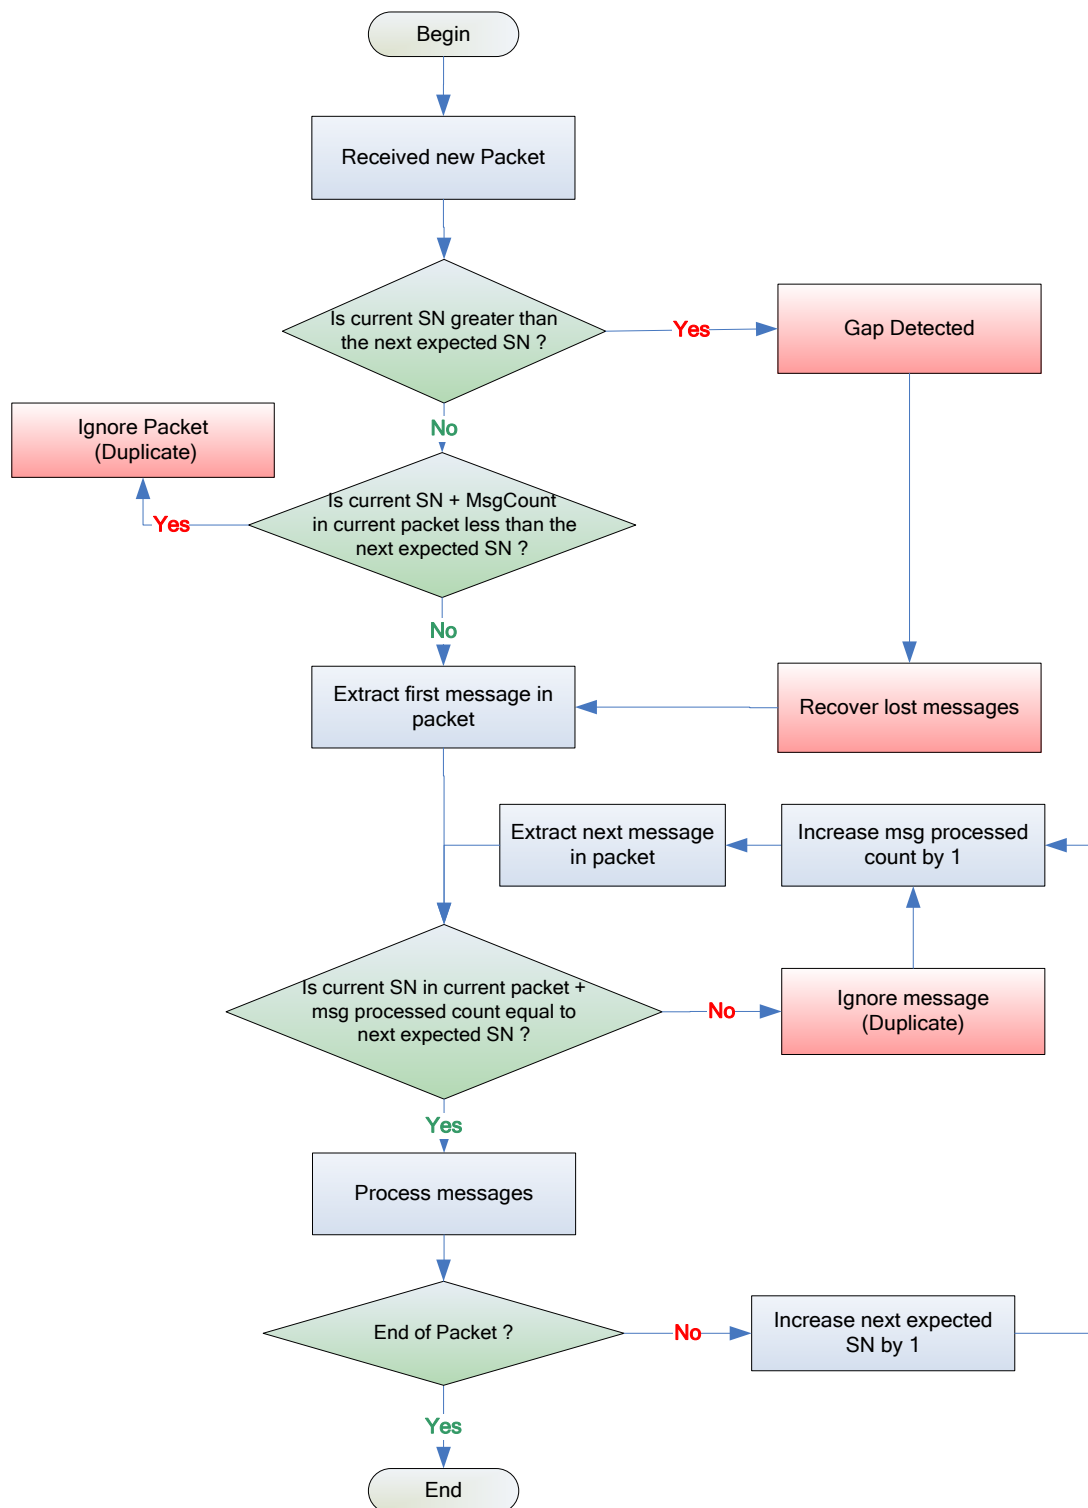 Begin
Received new Packet
Is current SN greater than
the next expected SN ?
Yes
Gap Detected
No
Ignore Packet
(Duplicate)
Yes
Is current SN + MsgCount
in current packet less than the
next expected SN ?
No
Extract first message in
packet
Recover lost messages
Extract next message
in packet
Increase msg processed
count by 1
Is current SN in current packet +
msg processed count equal to
next expected SN ?
No
Ignore message
(Duplicate)
Yes
Process messages
End of Packet ?
No
Increase next expected
SN by 1
Yes
End